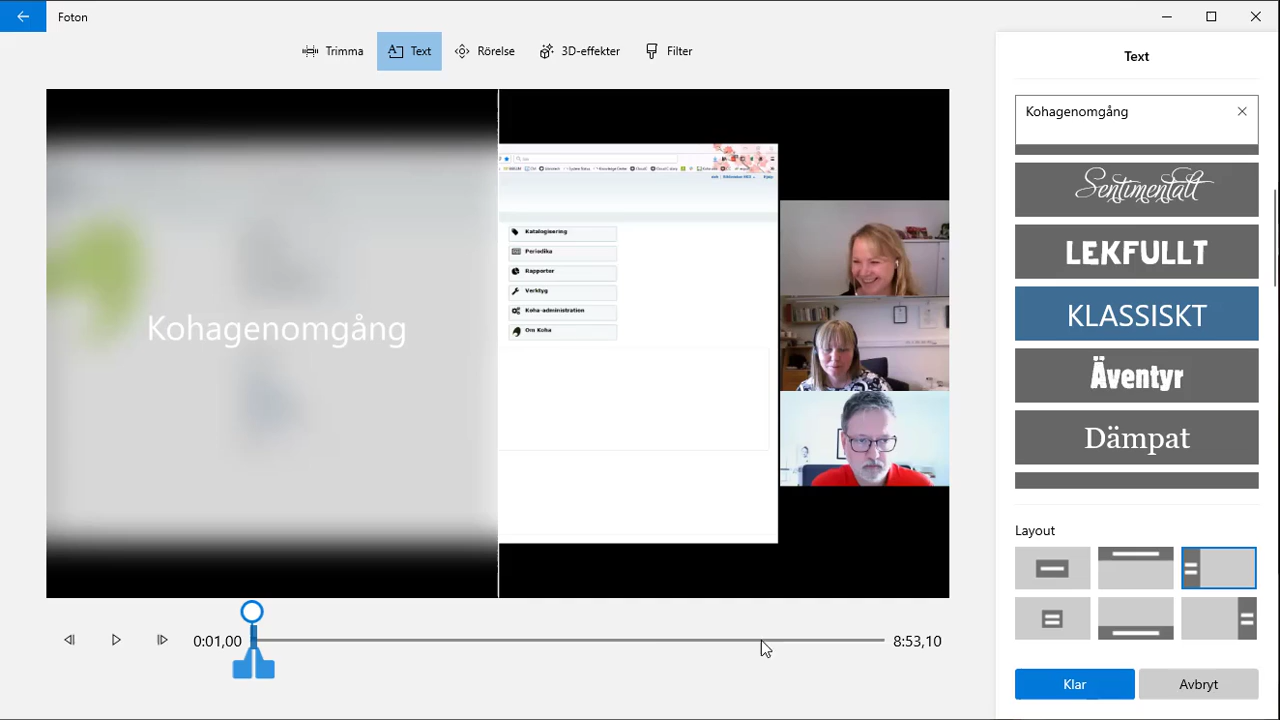 Foton
Trimma
Text
Rörelse
3D-effekter
Filter
Text
Kohagenomgång
Sentimentalt
LEKFULLT
KLASSISKT
Äventyr
Dämpat
Layout
Klar
Avbryt
Kohagenomgång
Katalogisering
Periodika
Rapporter
Verktyg
Koha-administration
Om Koha
0:01,00
8:53,10